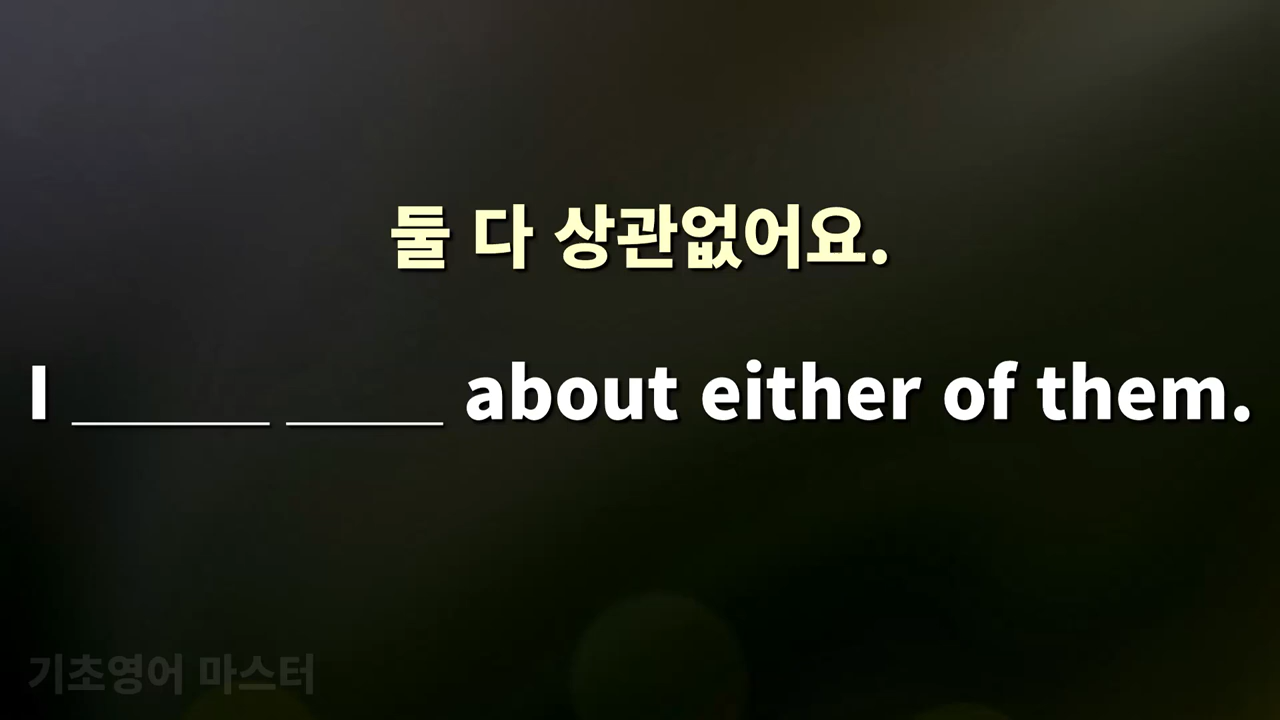 둘 다 상관없어요.
I ______ _____ about either of them.
기초영어 마스터